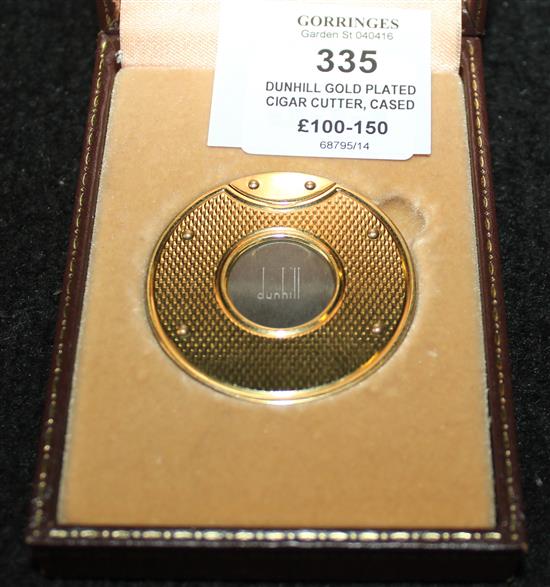 GORRINGES
Garden St 040416
335
DUNHILL GOLD PLATED
CIGAR CUTTER, CASED
£100-150
68795/14
dunhill